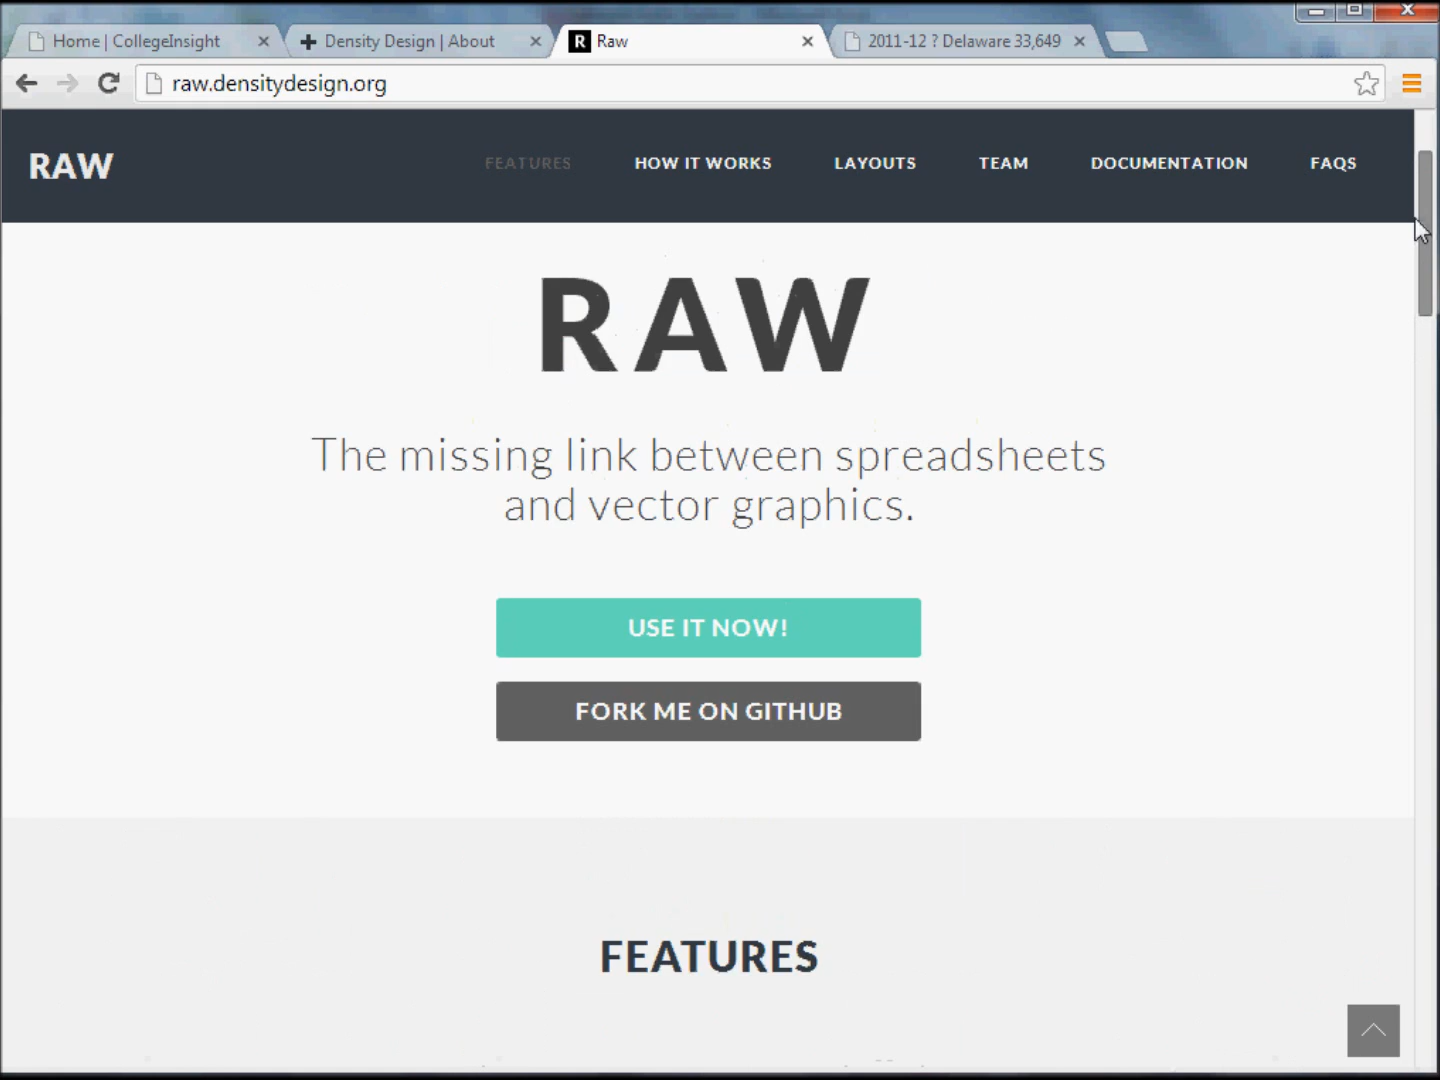 Home | CollegeInsight
Density Design | About
R Raw
2011-12 ? Delaware 33,649
raw.densitydesign.org
RAW
FEATURES
HOW IT WORKS
LAYOUTS
TEAM
DOCUMENTATION
FAQS
RAW
The missing link between spreadsheets
and vector graphics.
USE IT NOW!
FORK ME ON GITHUB
FEATURES